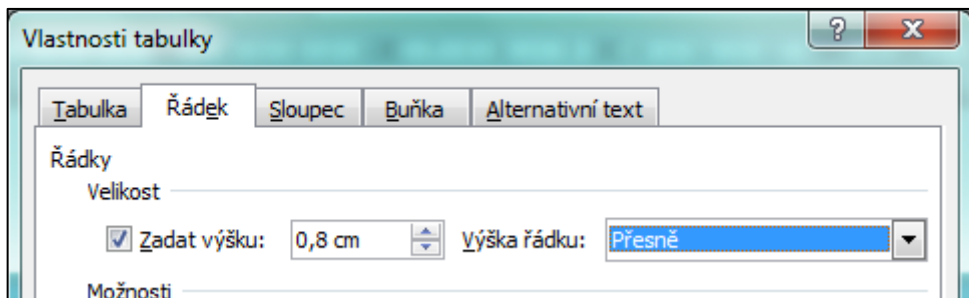 Vlastnosti tabulky
Tabulka Řádek Sloupec Buňka Alternativní text
Řádky
Velikost
Zadat výšku: 0,8 cm Výška řádku: Přesně
Možnosti